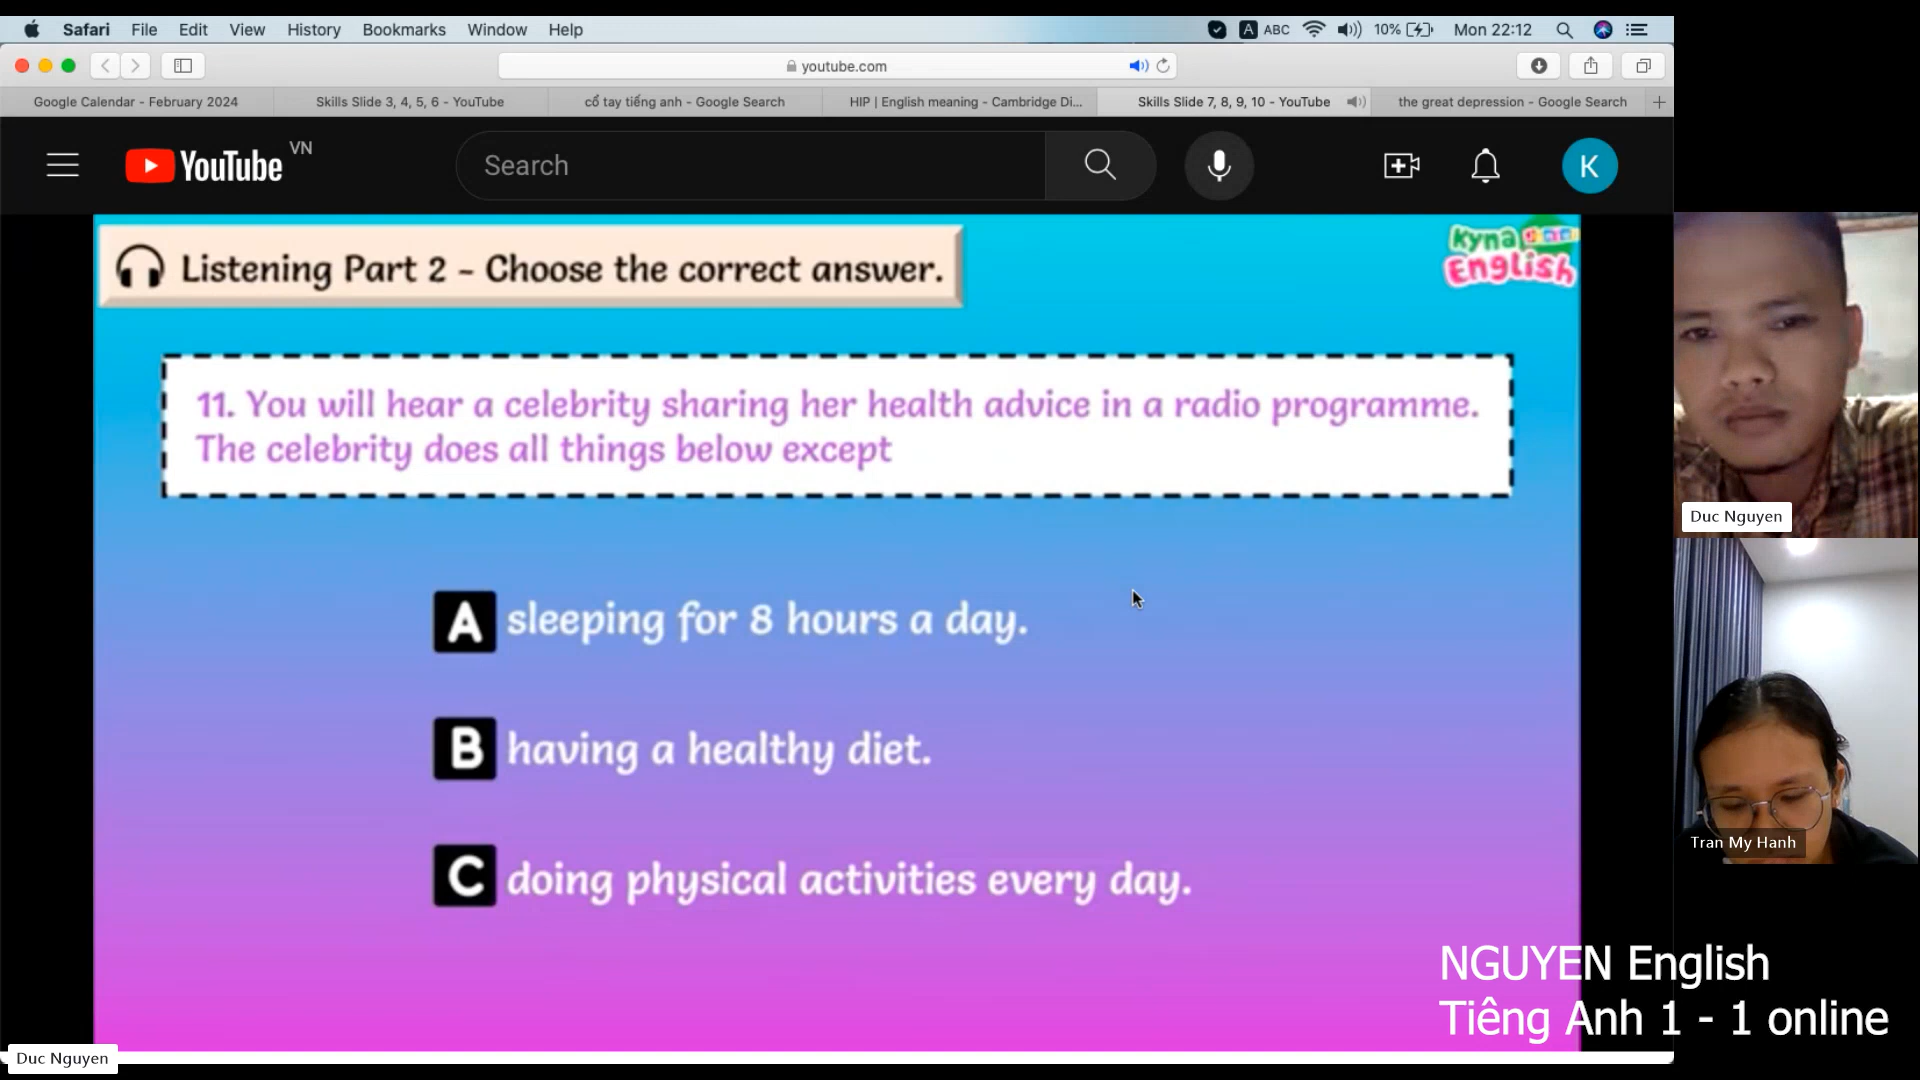 Safari File Edit View History Bookmarks Window Help
A ABC 10% Mon 22:12
youtube.com
Google Calendar - February 2024
Skills Slide 3, 4, 5, 6 - YouTube
cổ tay tiếng anh - Google Search
HIP | English meaning - Cambridge Di...
Skills Slide 7, 8, 9, 10 - YouTube
the great depression - Google Search
YouTube VN
Search
K
Listening Part 2 - Choose the correct answer.
Kyna
English
11. You will hear a celebrity sharing her health advice in a radio programme.
The celebrity does all things below except
A sleeping for 8 hours a day.
B having a healthy diet.
C doing physical activities every day.
Duc Nguyen
Tran My Hanh
NGUYEN English
Tiêng Anh 1 - 1 online
Duc Nguyen